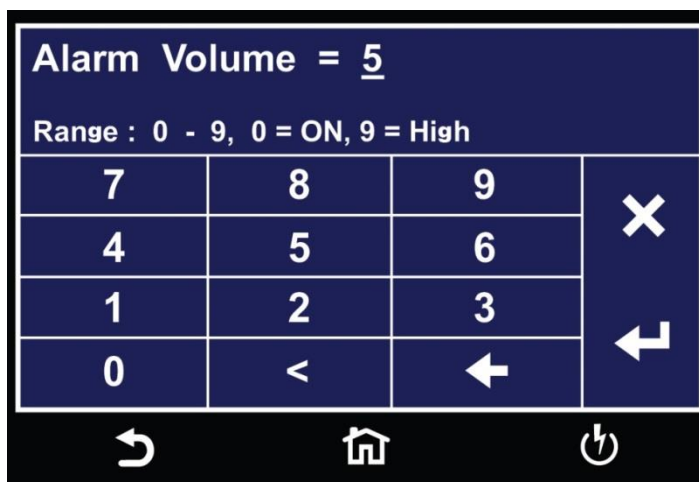 Alarm Volume = 5
Range : 0 - 9, 0 = ON, 9 = High
7 8 9
4 5 6
1 2 3
0 <